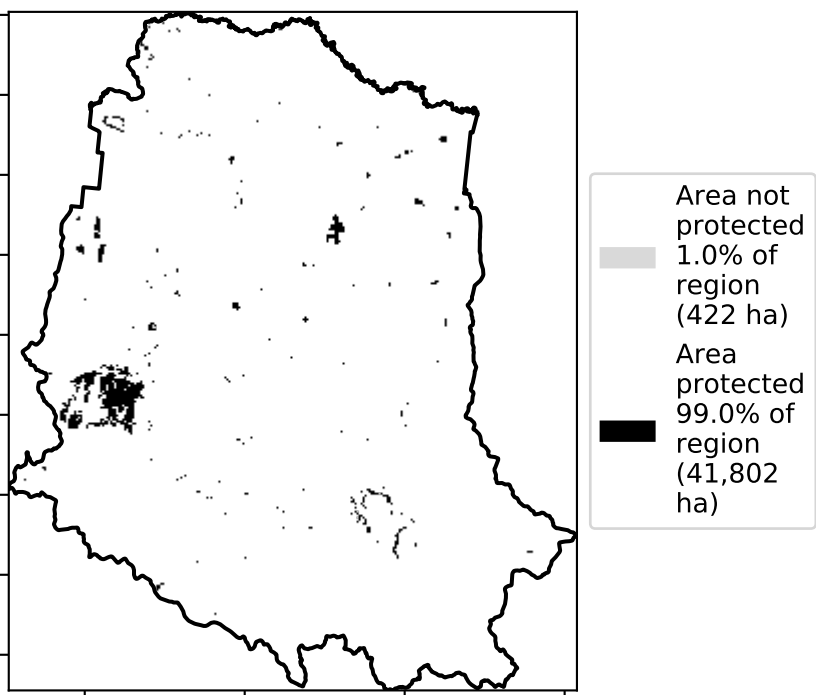 Area not
protected
1.0% of
region
(422 ha)
Area
protected
99.0% of
region
(41,802
ha)